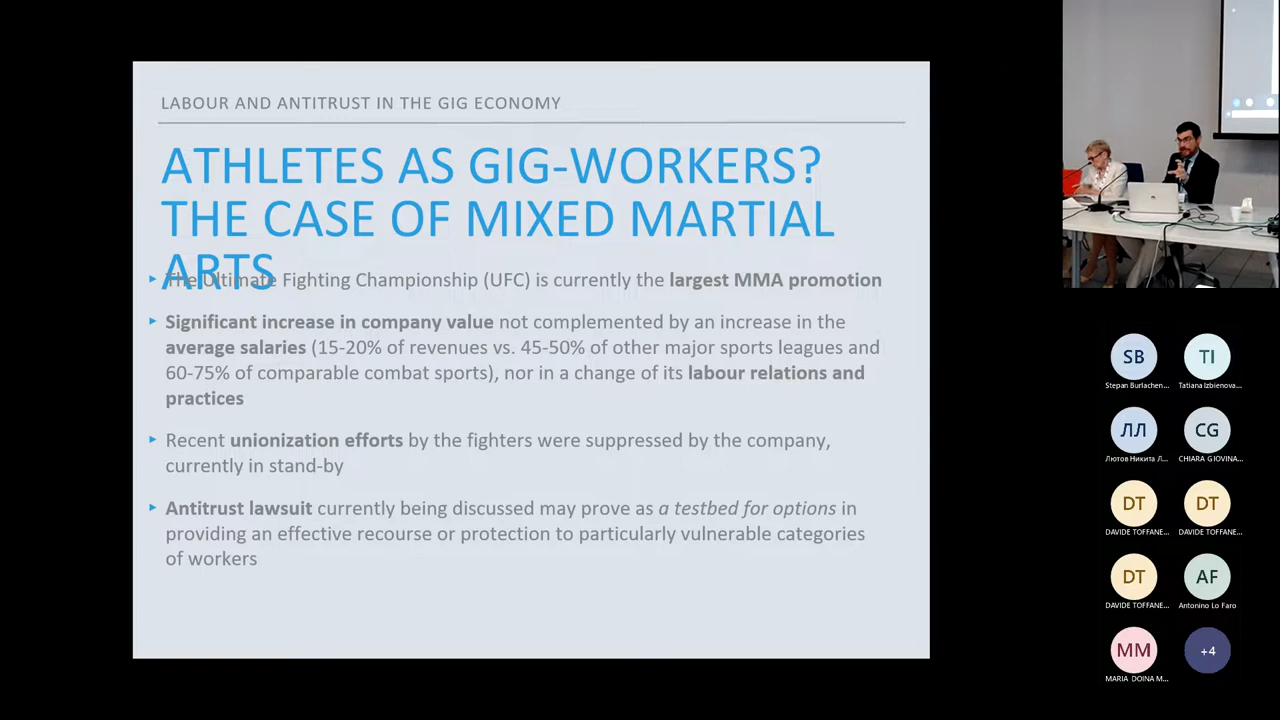 LABOUR AND ANTITRUST IN THE GIG ECONOMY
ATHLETES AS GIG-WORKERS?
THE CASE OF MIXED MARTIAL
ARTS
The Ultimate Fighting Championship (UFC) is currently the largest MMA promotion
Significant increase in company value not complemented by an increase in the
average salaries (15-20% of revenues vs. 45-50% of other major sports leagues and
60-75% of comparable combat sports), nor in a change of its labour relations and
practices
Recent unionization efforts by the fighters were suppressed by the company,
currently in stand-by
Antitrust lawsuit currently being discussed may prove as a testbed for options in
providing an effective recourse or protection to particularly vulnerable categories
of workers
SB
TI
Stepan Burlachen...
Tatiana Izbienova...
ЛЛ
CG
Лютов Никита Л...
CHIARA GIOVINA...
DT
DT
DAVIDE TOFFANE...
DAVIDE TOFFANE...
DT
AF
DAVIDE TOFFANE...
Antonino Lo Faro
MM
+4
MARIA DOINA M...